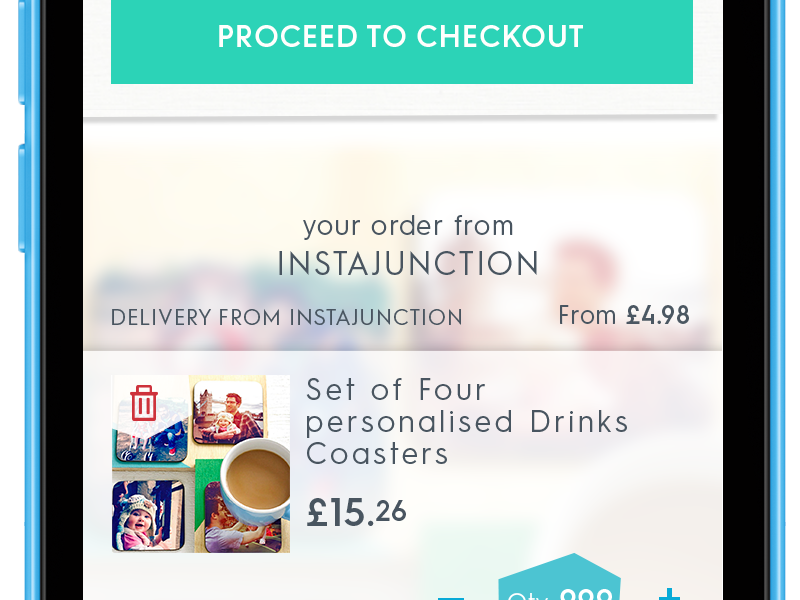 PROCEED TO CHECKOUT
your order from
INSTAJUNCTION
DELIVERY FROM INSTAJUNCTION From £4.98
Set of Four
personalised Drinks
Coasters
£15.26
Qty 999